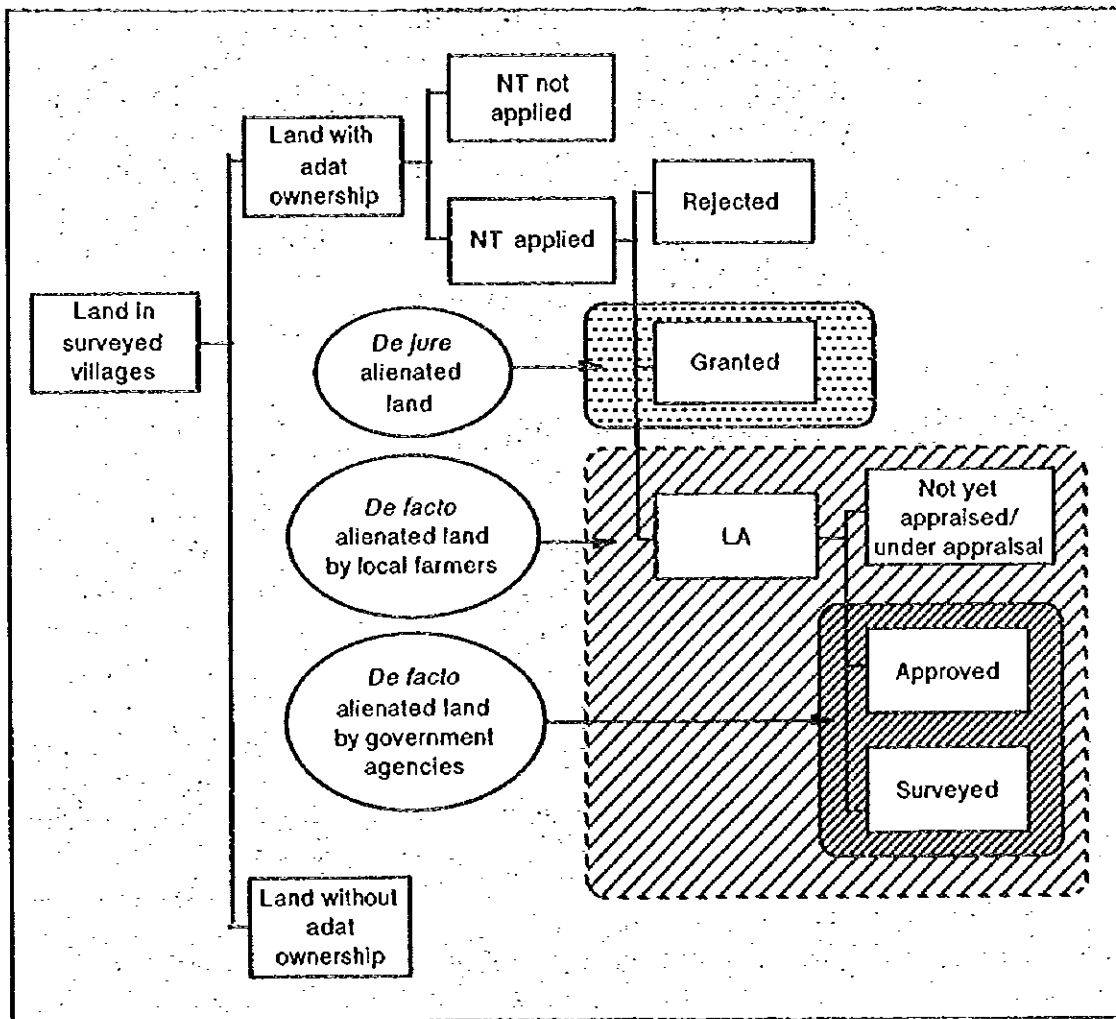 NT not
applied
Land with
adat
ownership
NT applied
Rejected
Land in
surveyed
villages
De jure
alienated
land
Granted
De facto
alienated land
by local farmers
LA
Not yet
appraised/
under appraisal
De facto
alienated land
by government
agencies
Approved
Surveyed
Land without
adat
ownership